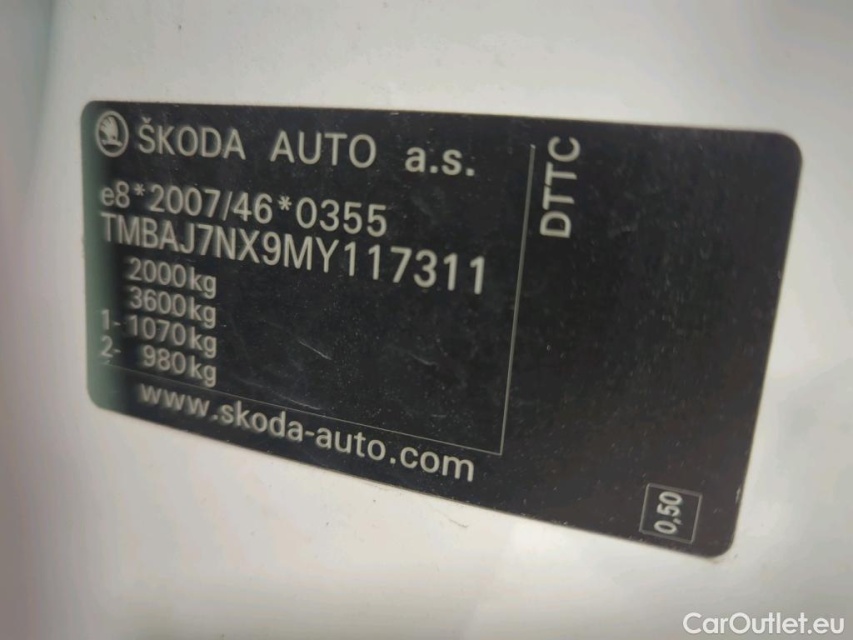 ŠKODA AUTO a.s.
e8*2007/46*0355
TMBAJ7NX9MY117311
2000kg
3600kg
1- 1070kg
2- 980kg
www.skoda-auto.com
DTTC
0,50
CarOutlet.eu